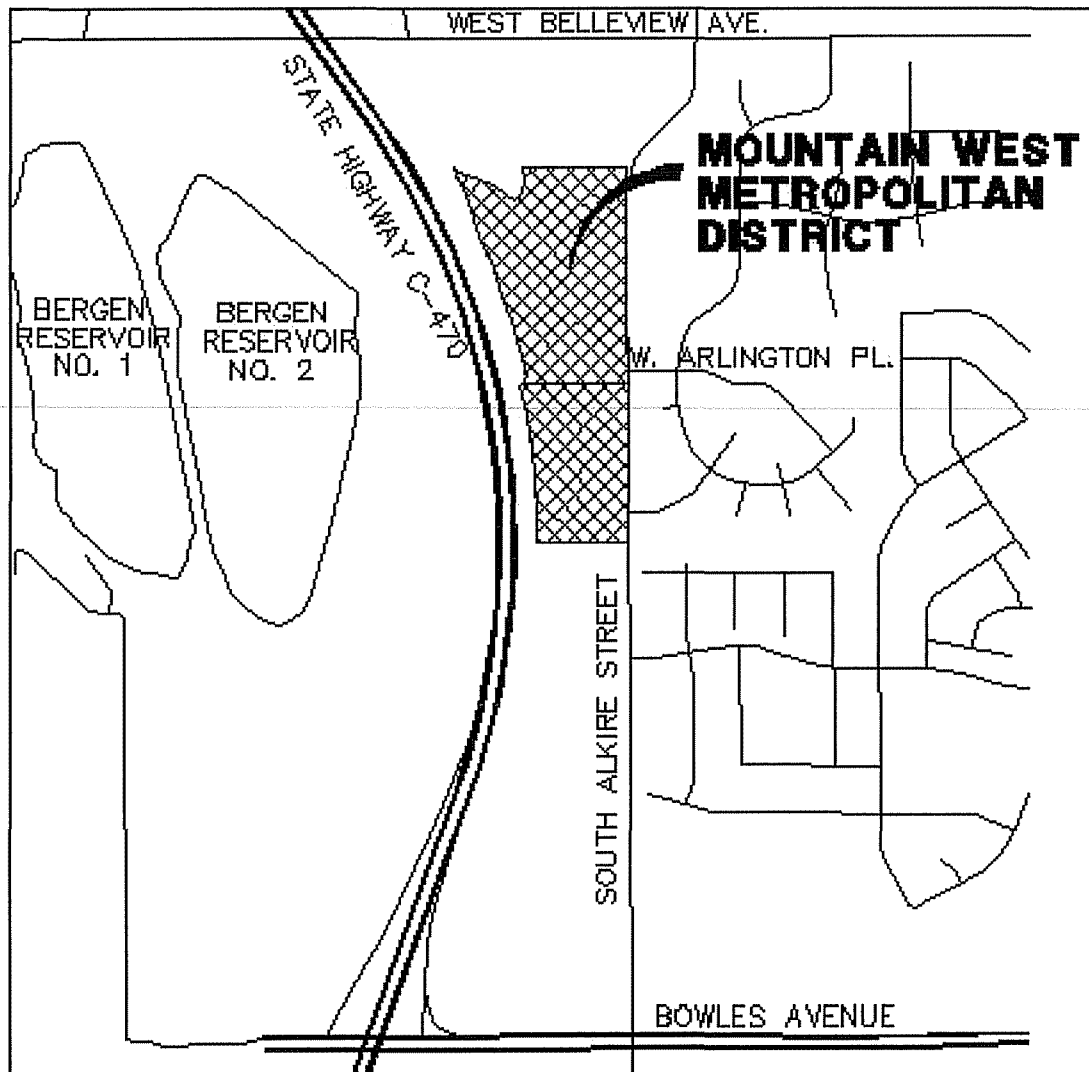 WEST BELLEVIEW AVE.
STATE HIGHWAY C-470
MOUNTAIN WEST
METROPOLITAN
DISTRICT
BERGEN
RESERVOIR
NO. 1
BERGEN
RESERVOIR
NO. 2
W. ARLINGTON PL.
SOUTH ALKIRE STREET
BOWLES AVENUE